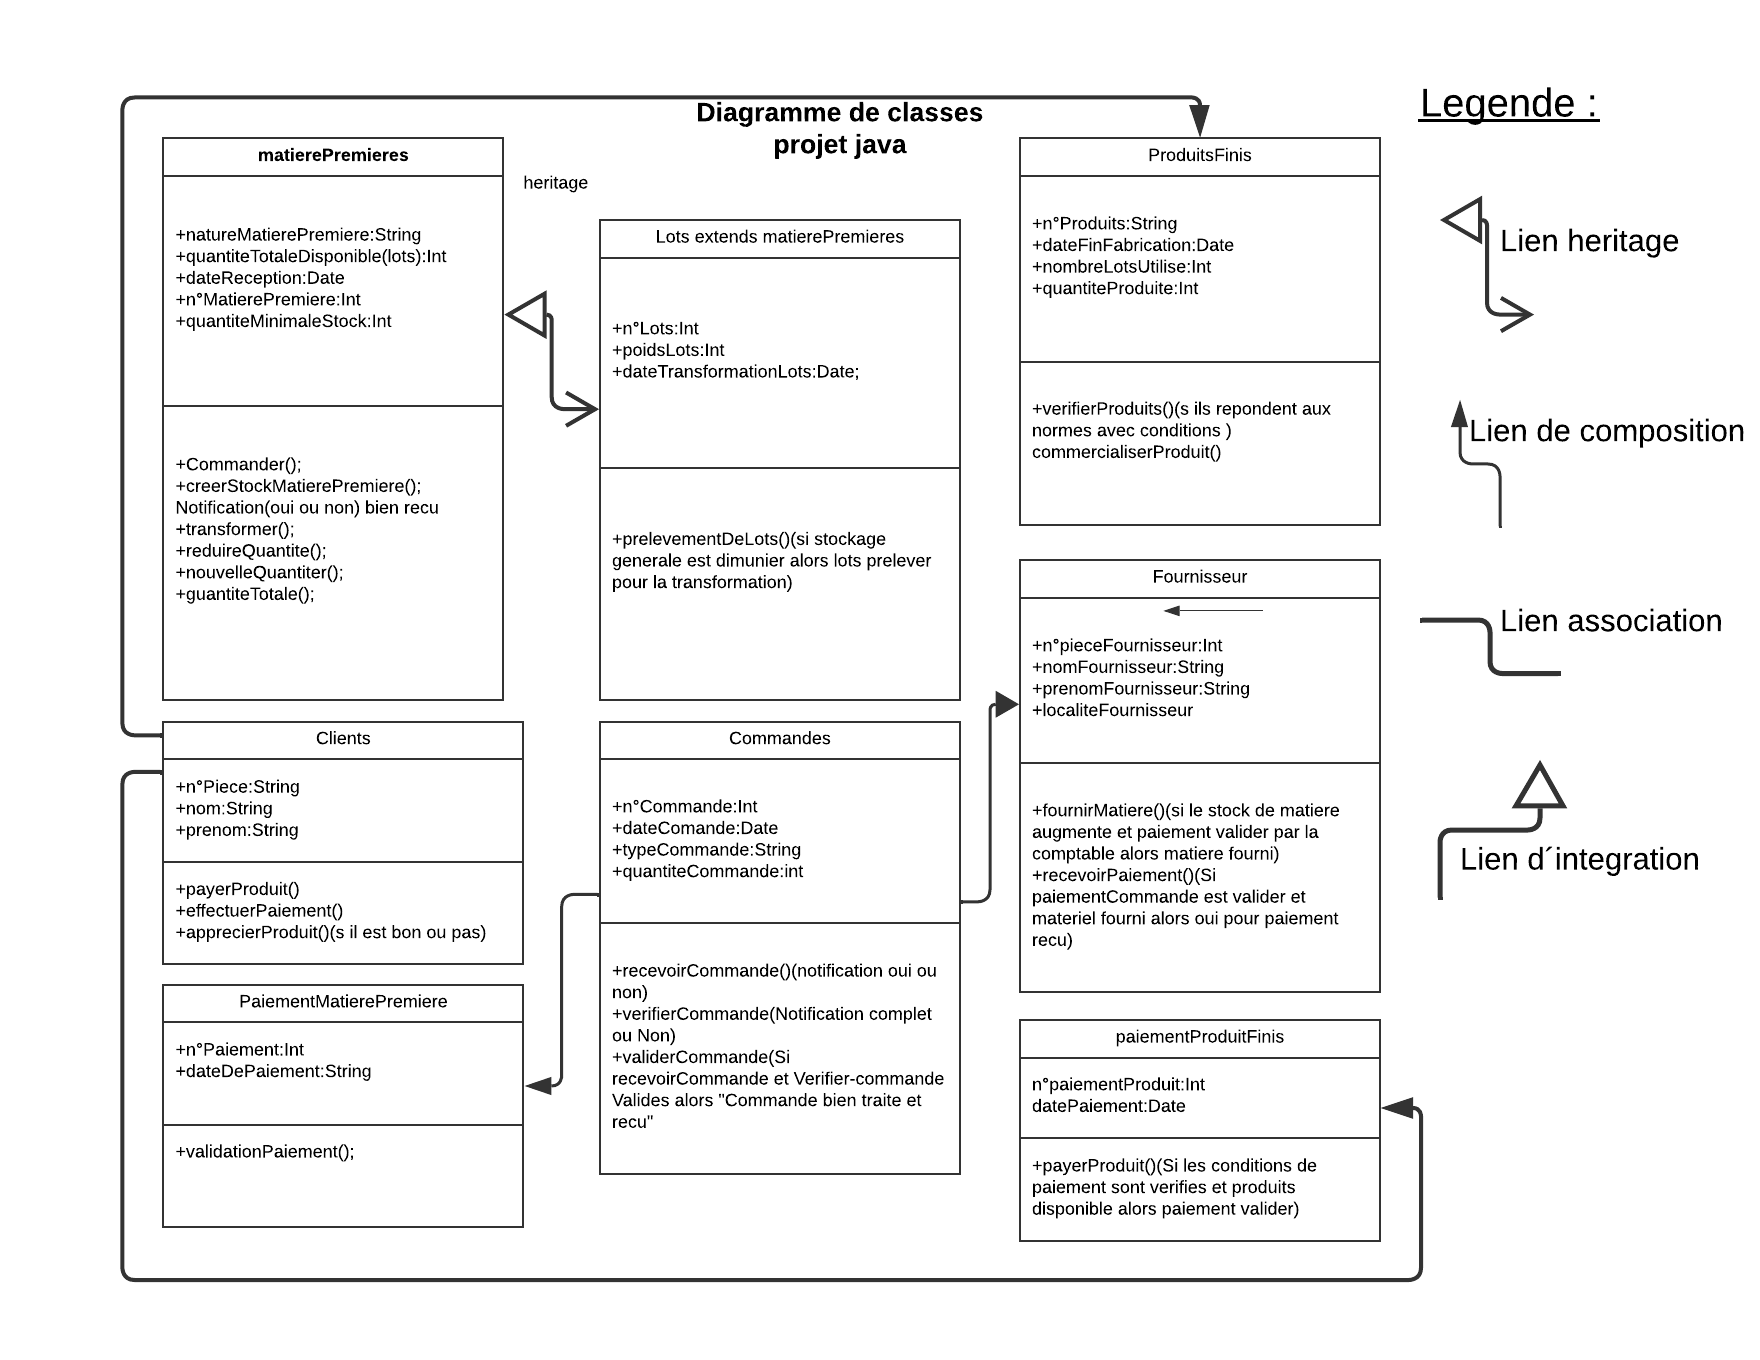 Diagramme de classes
projet java
Legende :
matierePremieres
+natureMatierePremiere:String
+quantiteTotaleDisponible(lots):Int
+dateReception:Date
+n°MatierePremiere:Int
+quantiteMinimaleStock:Int
+Commander();
+creerStockMatierePremiere();
Notification(oui ou non) bien recu
+transformer();
+reduireQuantite();
+nouvelleQuantiter();
+guantiteTotale();
heritage
Lots extends matierePremieres
+n°Lots:Int
+poidsLots:Int
+dateTransformationLots:Date;
+prelevementDeLots()(si stockage
generale est dimunier alors lots prelever
pour la transformation)
ProduitsFinis
+n°Produits:String
+dateFinFabrication:Date
+nombreLotsUtilise:Int
+quantiteProduite:Int
+verifierProduits()(s ils repondent aux
normes avec conditions )
commercialiserProduit()
Lien heritage
Lien de composition
Lien association
Lien d´integration
Fournisseur
+n°pieceFournisseur:Int
+nomFournisseur:String
+prenomFournisseur:String
+localiteFournisseur
+fournirMatiere()(si le stock de matiere
augmente et paiement valider par la
comptable alors matiere fourni)
+recevoirPaiement()(Si
paiementCommande est valider et
materiel fourni alors oui pour paiement
recu)
Clients
+n°Piece:String
+nom:String
+prenom:String
+payerProduit()
+effectuerPaiement()
+apprecierProduit()(s il est bon ou pas)
Commandes
+n°Commande:Int
+dateComande:Date
+typeCommande:String
+quantiteCommande:int
+recevoirCommande()(notification oui ou
non)
+verifierCommande(Notification complet
ou Non)
+validerCommande(Si
recevoirCommande et Verifier-commande
Valides alors "Commande bien traite et
recu"
PaiementMatierePremiere
+n°Paiement:Int
+dateDePaiement:String
+validationPaiement();
paiementProduitFinis
n°paiementProduit:Int
datePaiement:Date
+payerProduit()(Si les conditions de
paiement sont verifies et produits
disponible alors paiement valider)